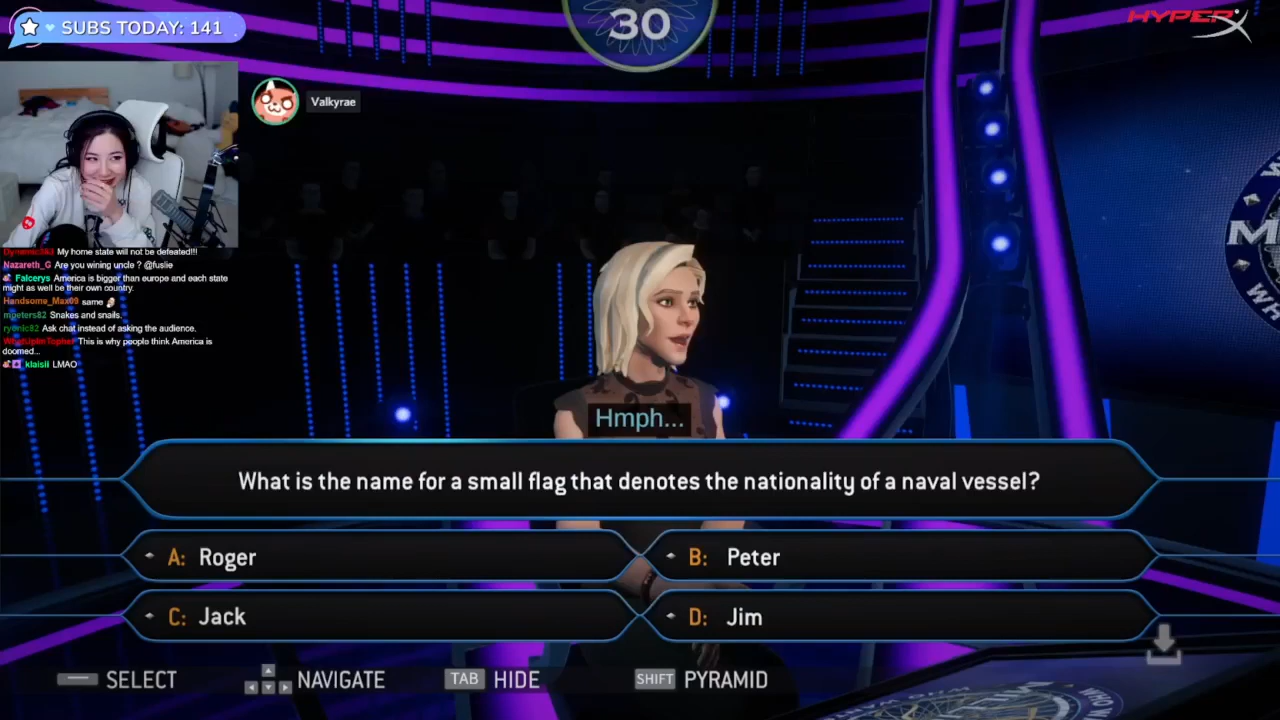 SUBS TODAY: 141
30
HYPERX
Valkyrae
My home state will not be defeated!!!
Nazareth_G Are you wining uncle ? @fuslie
Falcerys America is bigger than europe and each state
might as well be their own country.
Handsome_Max09 same
mpeters82 Snakes and snails.
ryonic82 Ask chat instead of asking the audience.
This is why people think America is
doomed...
klaisii LMAO
Hmph...
What is the name for a small flag that denotes the nationality of a naval vessel?
A: Roger
B: Peter
C: Jack
D: Jim
SELECT
NAVIGATE
TAB HIDE
SHIFT PYRAMID